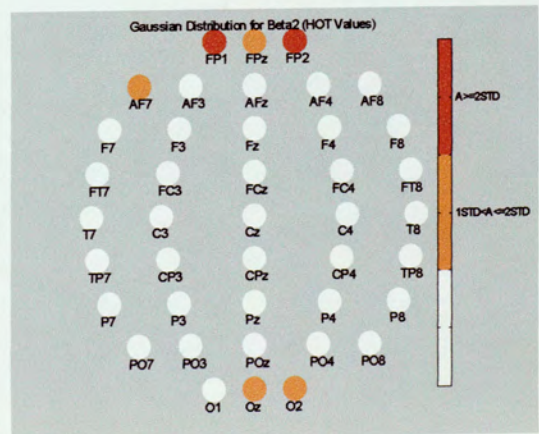 Gaussian Distribution for Beta2 (HOT Values)
FP1 FPz FP2
AF7 AF3 AFz AF4 AF8
A>=2STD
F7 F3 Fz F4 F8
FT7 FC3 FCz FC4 FT8
T7 C3 Cz C4 T8
1STD<A<=2STD
TP7 CP3 CPz CP4 TP8
P7 P3 Pz P4 P8
PO7 PO3 POz PO4 PO8
O1 Oz O2